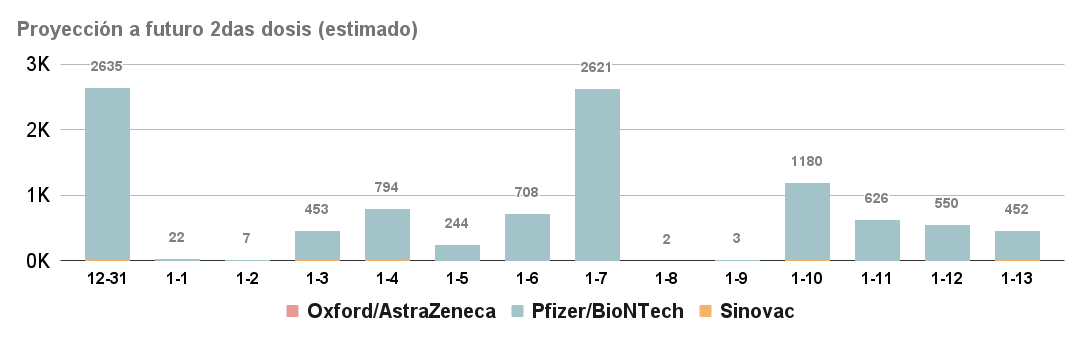 Proyección a futuro 2das dosis (estimado)
3K
2K
1K
0K
2635
22
7
453
794
244
708
2621
2
3
1180
626
550
452
12-31 1-1 1-2 1-3 1-4 1-5 1-6 1-7 1-8 1-9 1-10 1-11 1-12 1-13
Oxford/AstraZeneca Pfizer/BioNTech Sinovac